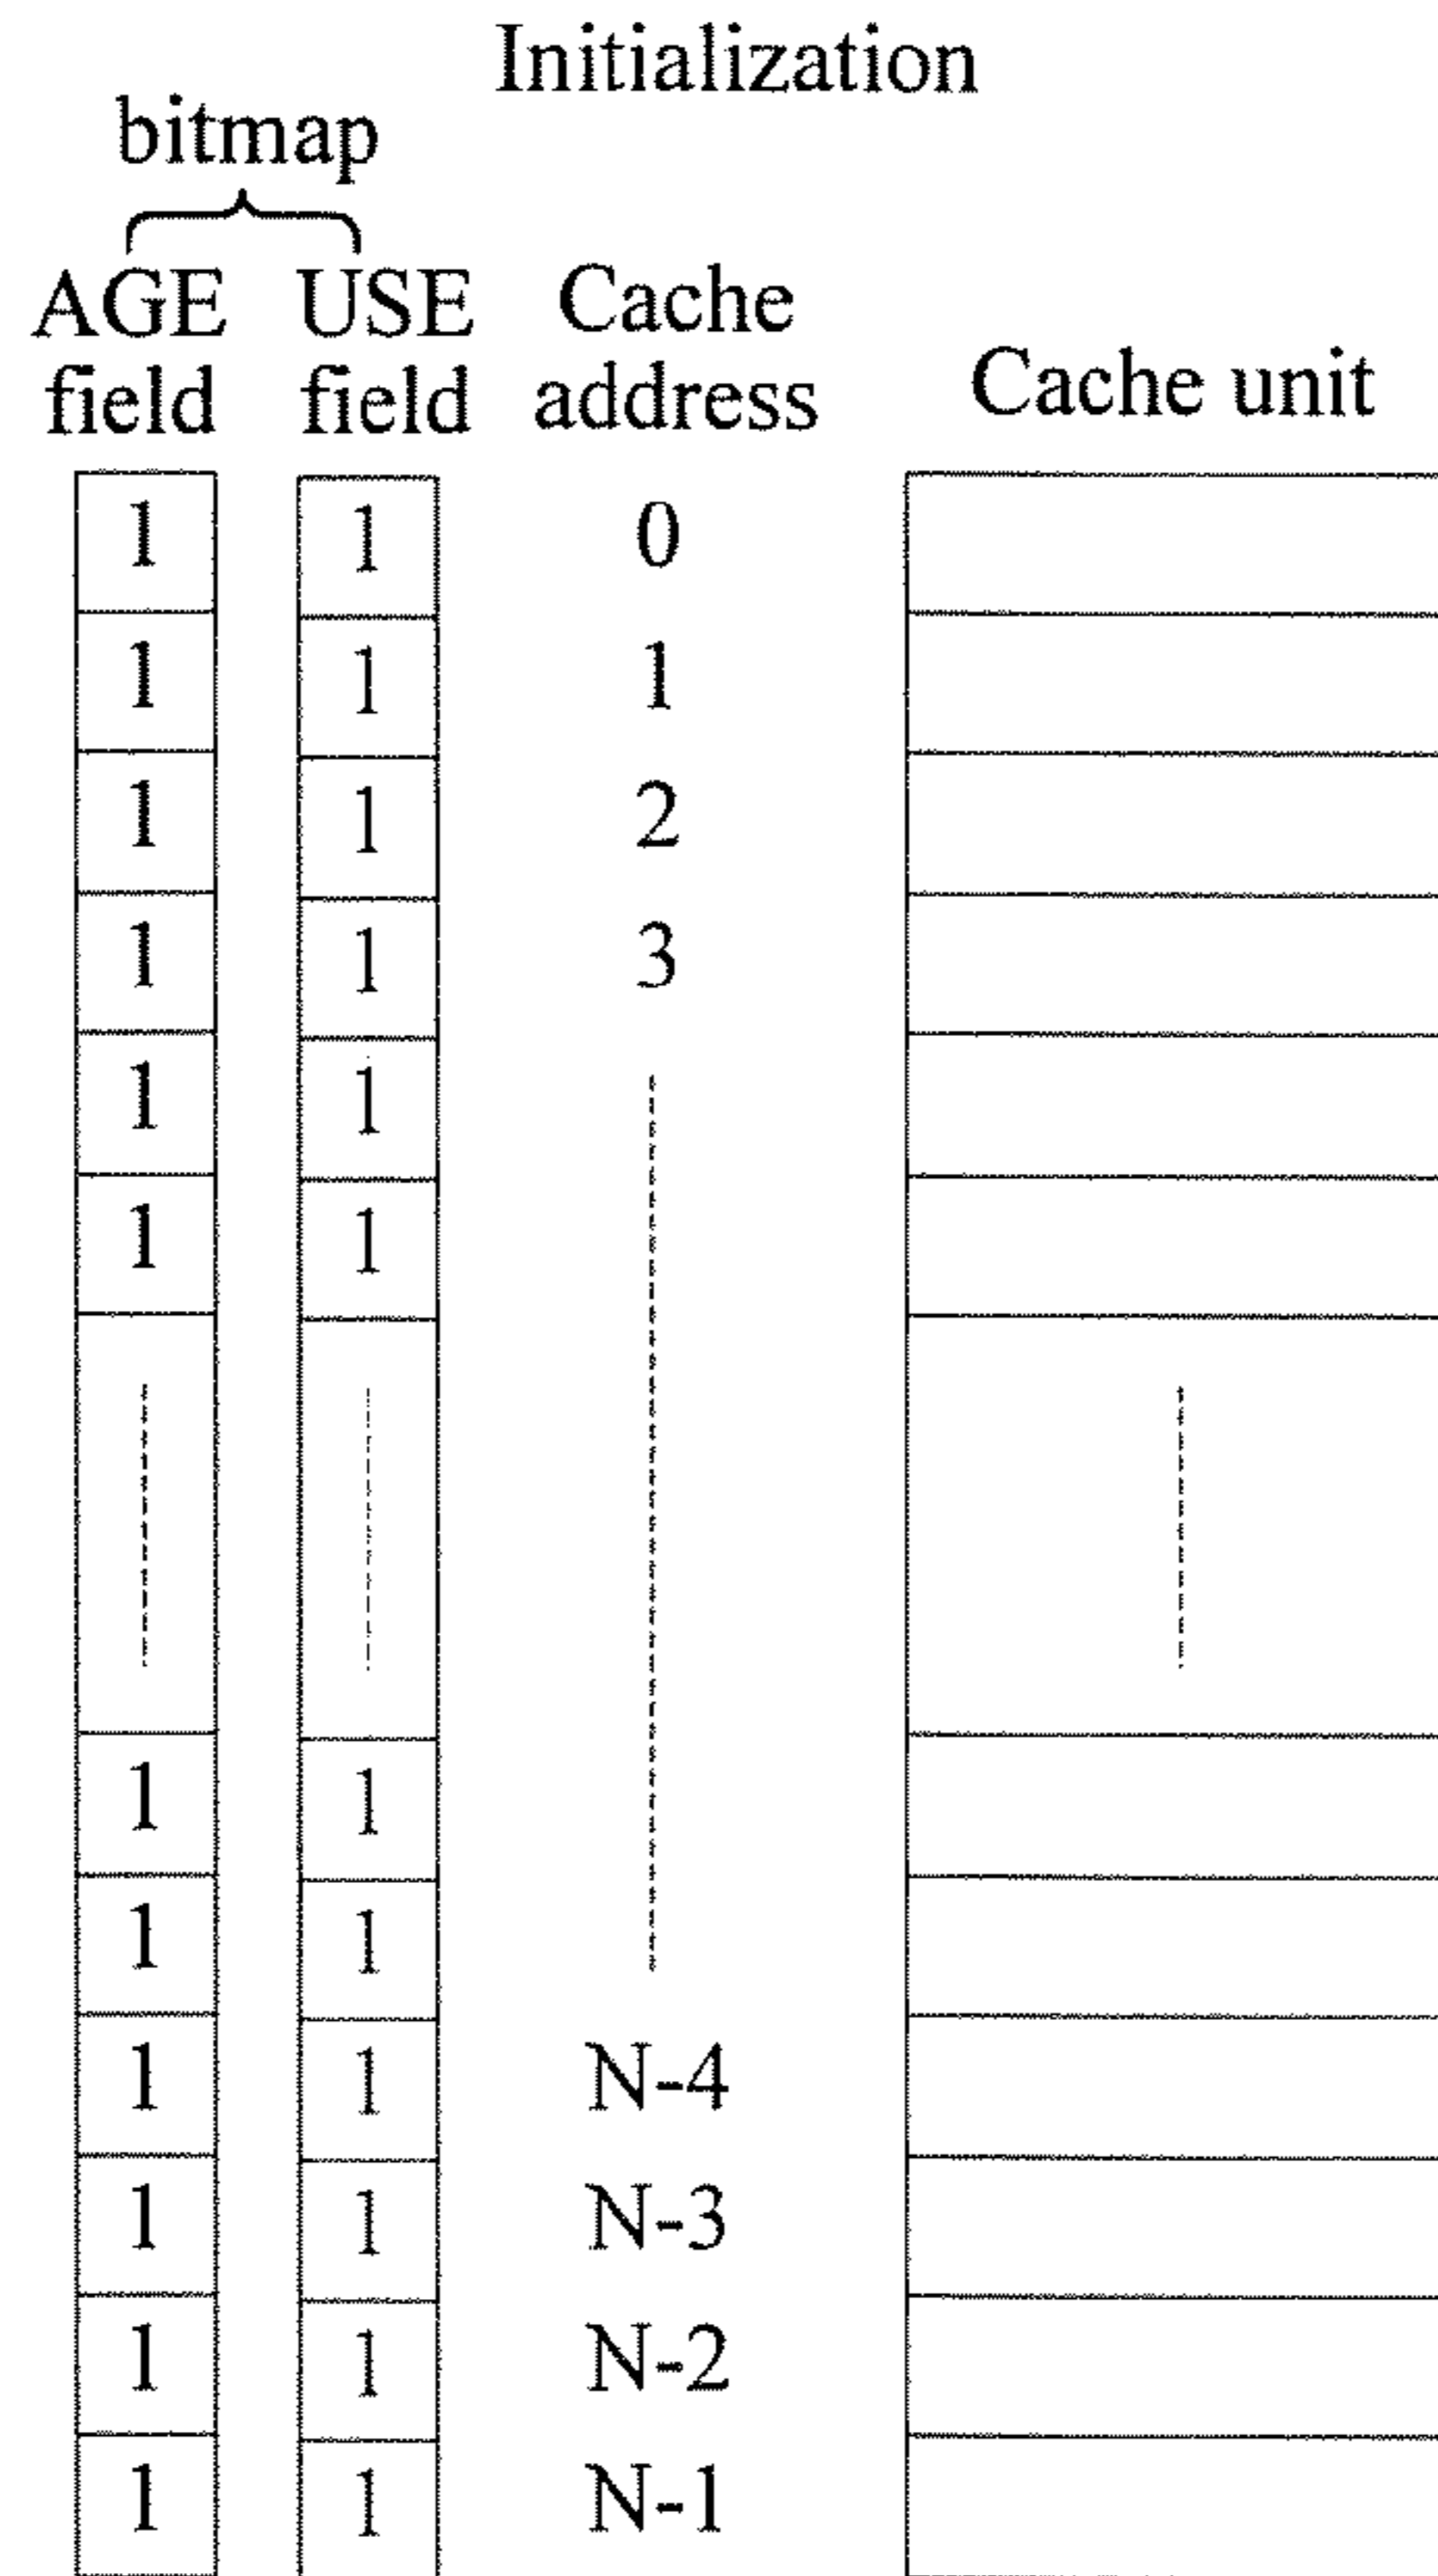 Initialization
bitmap
AGE field USE field Cache address Cache unit
1 1 0
1 1 1
1 1 2
1 1 3
1 1
1 1
1 1
1 1
1 1 N-4
1 1 N-3
1 1 N-2
1 1 N-1